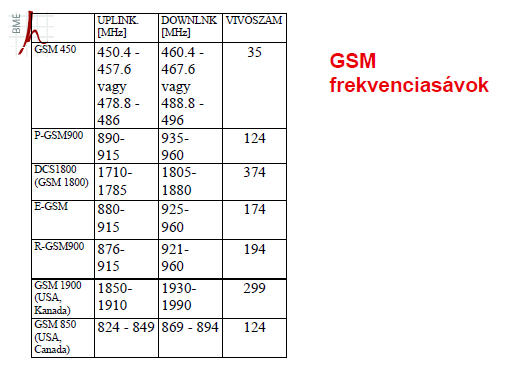 BME
UPLINK. DOWNLNK VIVŐSZÁM
[MHz] [MHz]
GSM 450 450.4 - 460.4 - 35
457.6 467.6
vagy vagy
478.8 - 488.8 -
486 496
P-GSM900 890- 935- 124
915 960
DCS1800 1710- 1805- 374
(GSM 1800) 1785 1880
E-GSM 880- 925- 174
915 960
R-GSM900 876- 921- 194
915 960
GSM 1900 1850- 1930- 299
(USA, 1910 1990
Kanada)
GSM 850 824 - 849 869 - 894 124
(USA,
Canada)
GSM
frekvenciasávok